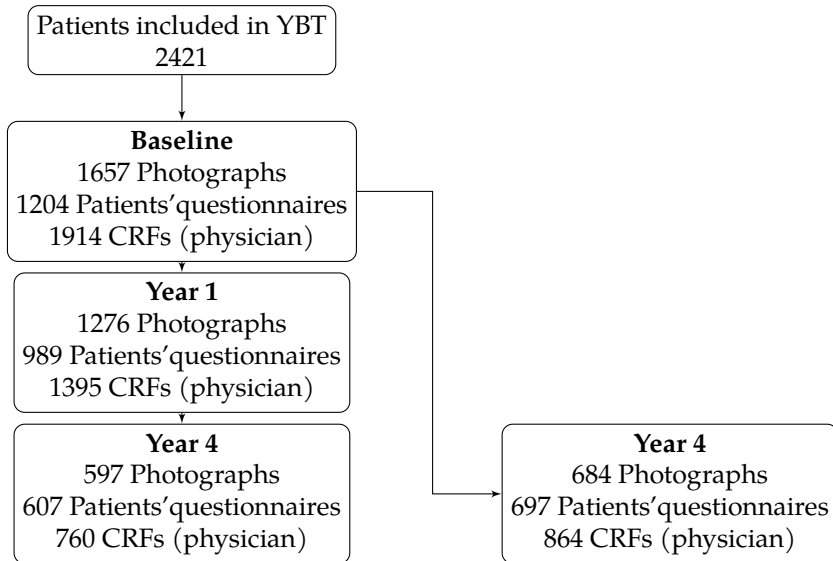 Patients included in YBT
2421
Baseline
1657 Photographs
1204 Patients'questionnaires
1914 CRFs (physician)
Year 1
1276 Photographs
989 Patients'questionnaires
1395 CRFs (physician)
Year 4
597 Photographs
607 Patients'questionnaires
760 CRFs (physician)
Year 4
684 Photographs
697 Patients'questionnaires
864 CRFs (physician)